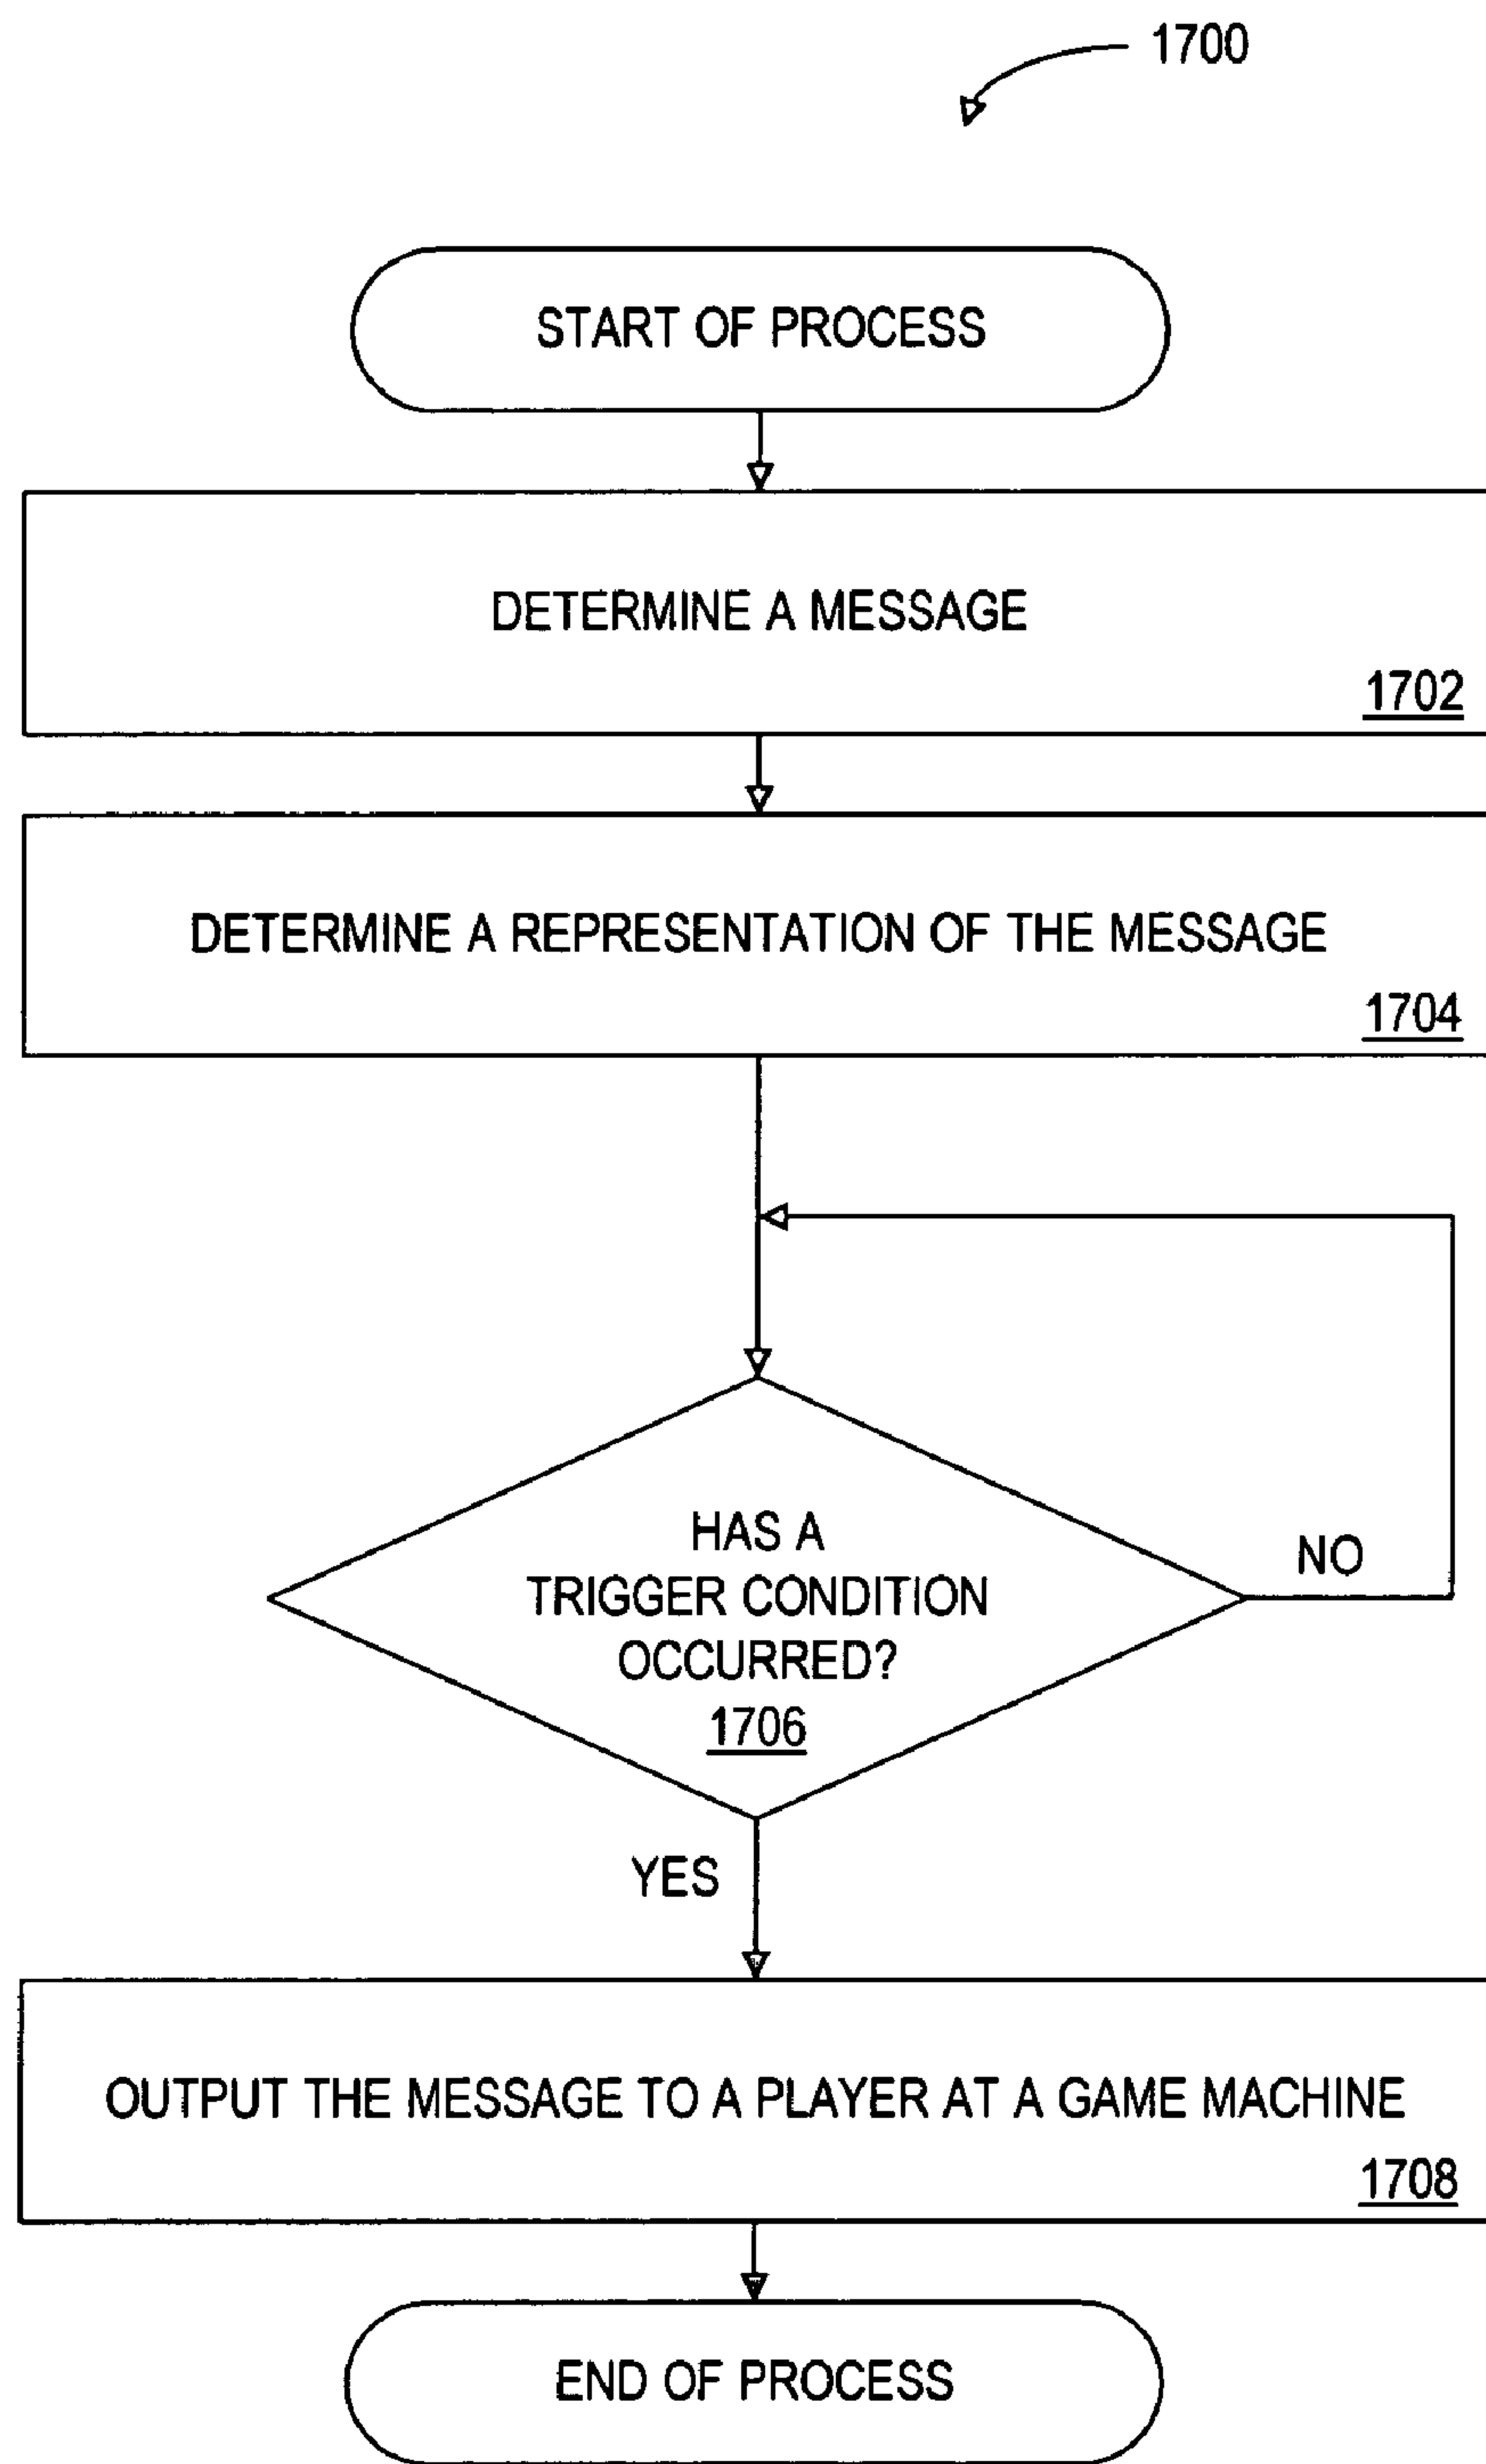 1700
START OF PROCESS
DETERMINE A MESSAGE
1702
DETERMINE A REPRESENTATION OF THE MESSAGE
1704
HAS A
TRIGGER CONDITION
OCCURRED?
1706
NO
YES
OUTPUT THE MESSAGE TO A PLAYER AT A GAME MACHINE
1708
END OF PROCESS